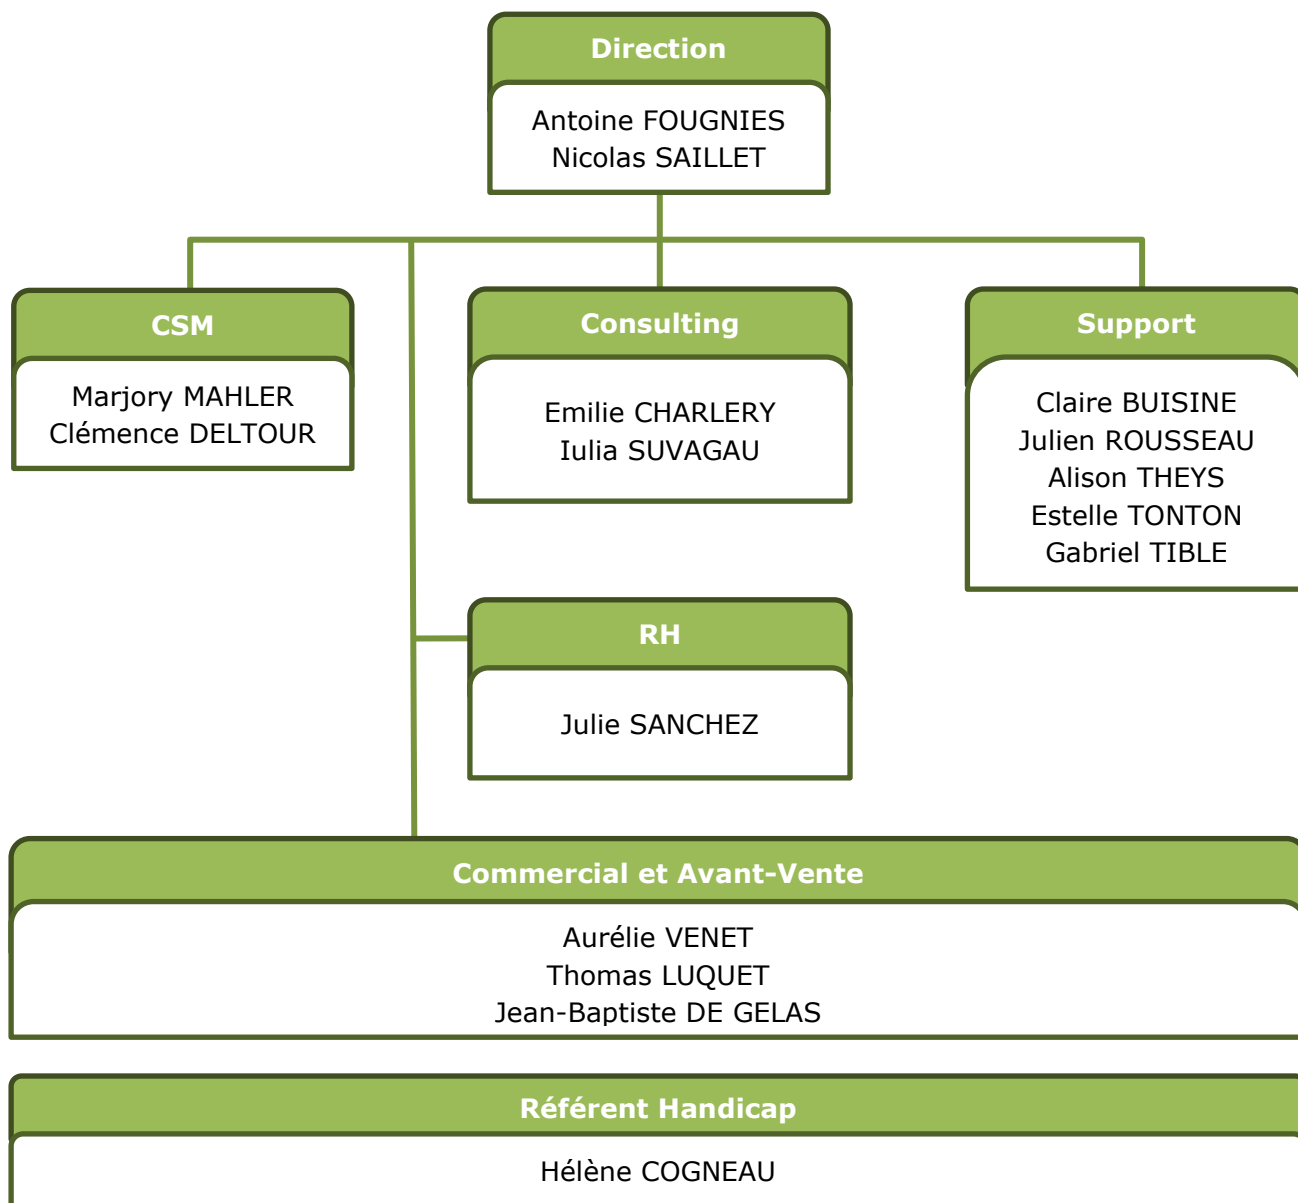 Direction
Antoine FOUGNIES
Nicolas SAILLET
CSM
Marjory MAHLER
Clémence DELTOUR
Consulting
Emilie CHARLERY
Iulia SUVAGAU
Support
Claire BUISINE
Julien ROUSSEAU
Alison THEYS
Estelle TONTON
Gabriel TIBLE
RH
Julie SANCHEZ
Commercial et Avant-Vente
Aurélie VENET
Thomas LUQUET
Jean-Baptiste DE GELAS
Référent Handicap
Hélène COGNEAU